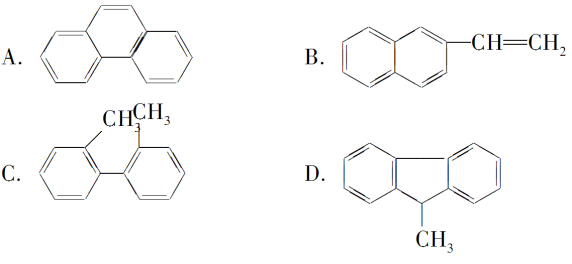 A.
B. CH=CH₂
C. CH₃ CH₃
D.
CH₃